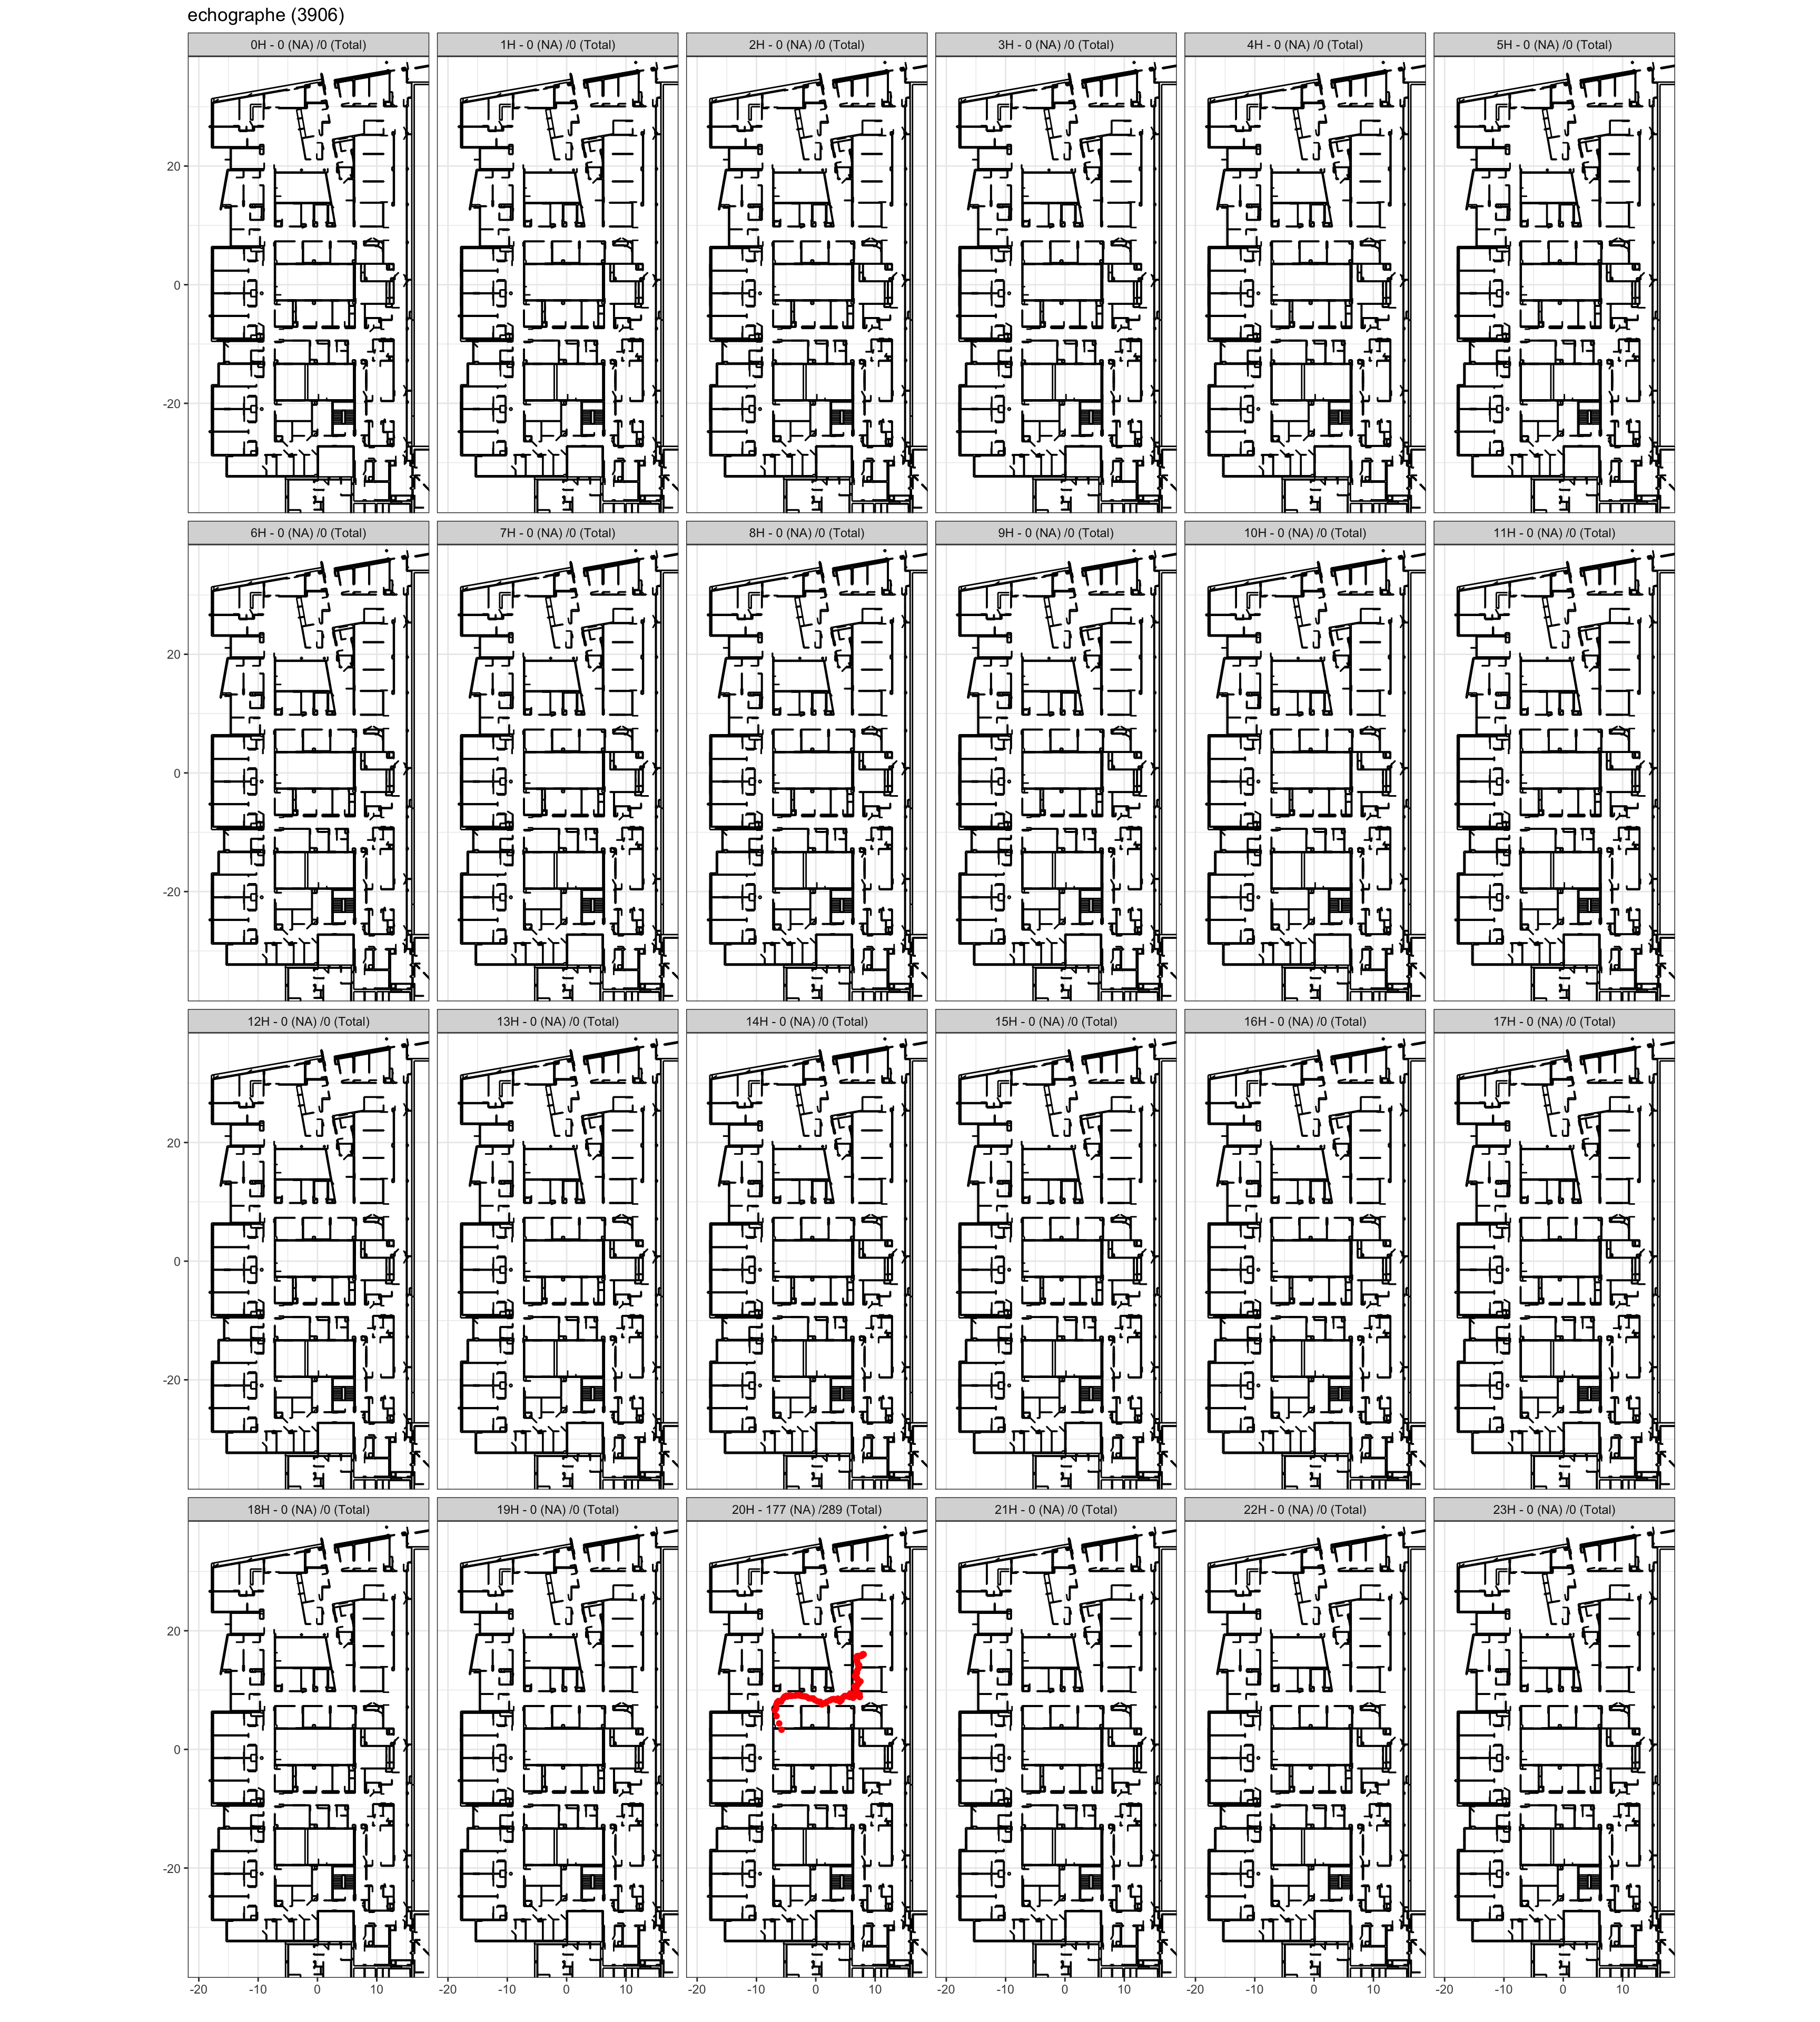 echographe (3906)
0H - 0 (NA) /0 (Total) 1H - 0 (NA) /0 (Total) 2H - 0 (NA) /0 (Total) 3H - 0 (NA) /0 (Total) 4H - 0 (NA) /0 (Total) 5H - 0 (NA) /0 (Total)
20
0
-20
6H - 0 (NA) /0 (Total) 7H - 0 (NA) /0 (Total) 8H - 0 (NA) /0 (Total) 9H - 0 (NA) /0 (Total) 10H - 0 (NA) /0 (Total) 11H - 0 (NA) /0 (Total)
20
0
-20
12H - 0 (NA) /0 (Total) 13H - 0 (NA) /0 (Total) 14H - 0 (NA) /0 (Total) 15H - 0 (NA) /0 (Total) 16H - 0 (NA) /0 (Total) 17H - 0 (NA) /0 (Total)
20
0
-20
18H - 0 (NA) /0 (Total) 19H - 0 (NA) /0 (Total) 20H - 177 (NA) /289 (Total) 21H - 0 (NA) /0 (Total) 22H - 0 (NA) /0 (Total) 23H - 0 (NA) /0 (Total)
20
0
-20
-20 -10 0 10 -20 -10 0 10 -20 -10 0 10 -20 -10 0 10 -20 -10 0 10 -20 -10 0 10